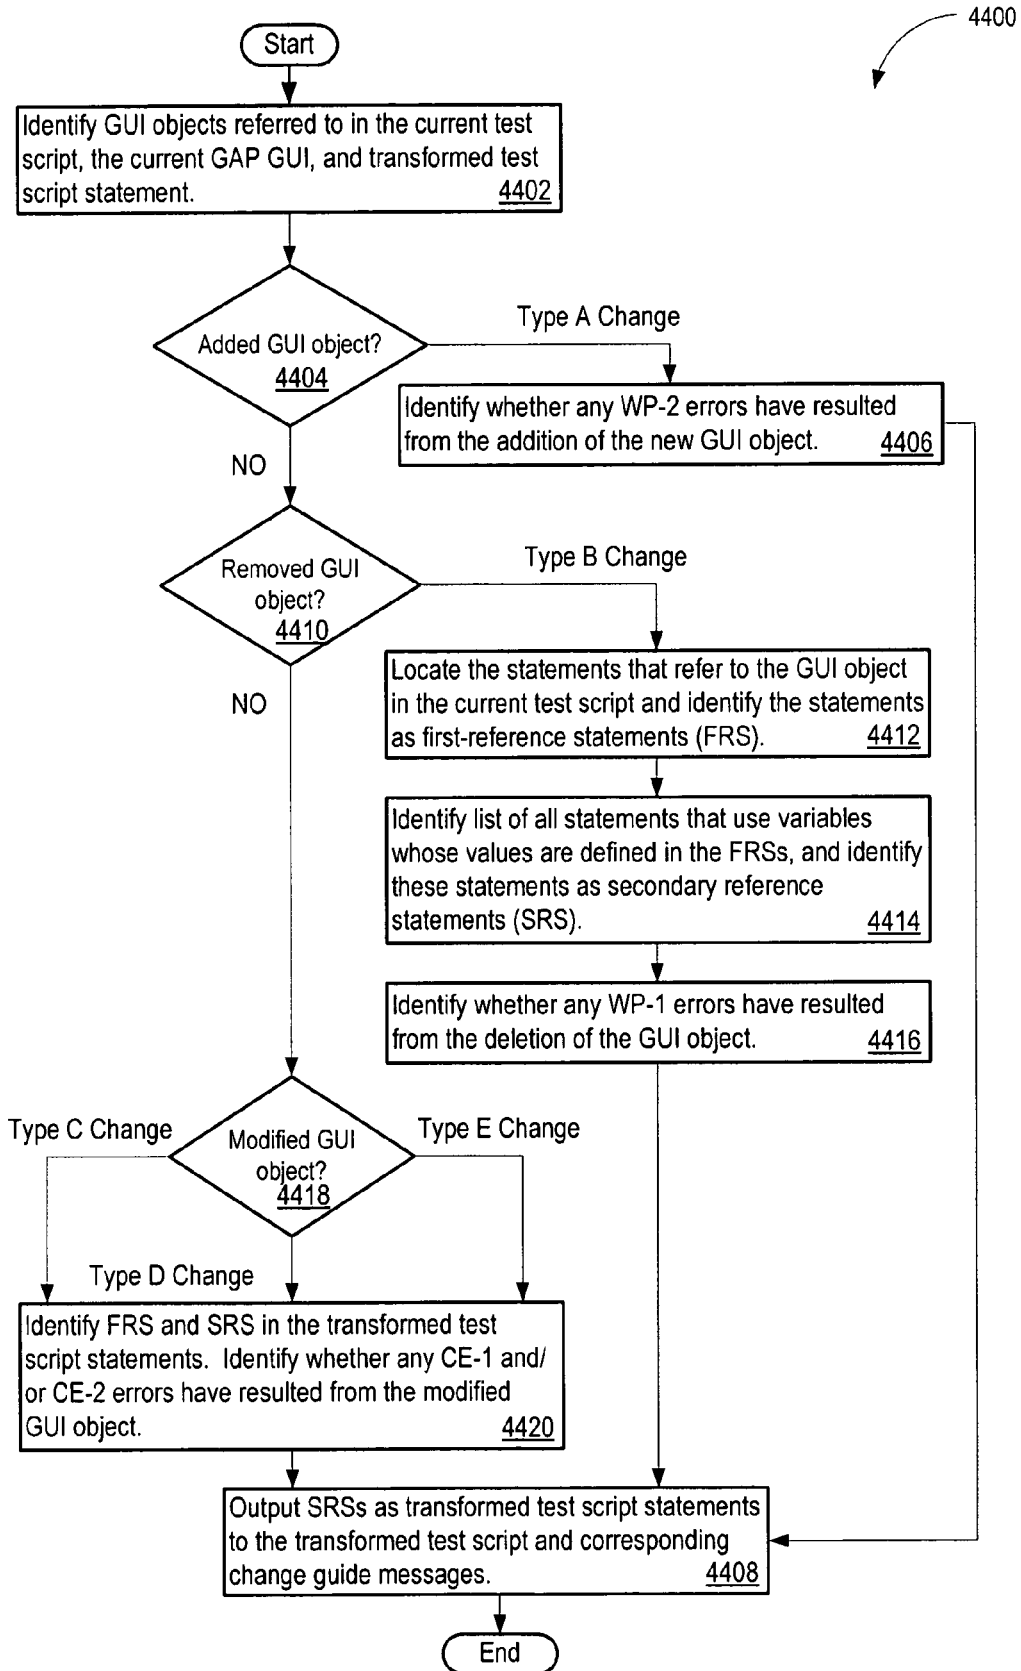 4400
Start
Identify GUI objects referred to in the current test
script, the current GAP GUI, and transformed test
script statement.
4402
Added GUI object?
4404
Type A Change
Identify whether any WP-2 errors have resulted
from the addition of the new GUI object.
4406
NO
Removed GUI
object?
4410
Type B Change
Locate the statements that refer to the GUI object
in the current test script and identify the statements
as first-reference statements (FRS).
4412
NO
Identify list of all statements that use variables
whose values are defined in the FRSs, and identify
these statements as secondary reference
statements (SRS).
4414
Identify whether any WP-1 errors have resulted
from the deletion of the GUI object.
4416
Type C Change
Modified GUI
object?
4418
Type E Change
Type D Change
Identify FRS and SRS in the transformed test
script statements. Identify whether any CE-1 and/
or CE-2 errors have resulted from the modified
GUI object.
4420
Output SRSs as transformed test script statements
to the transformed test script and corresponding
change guide messages.
4408
End